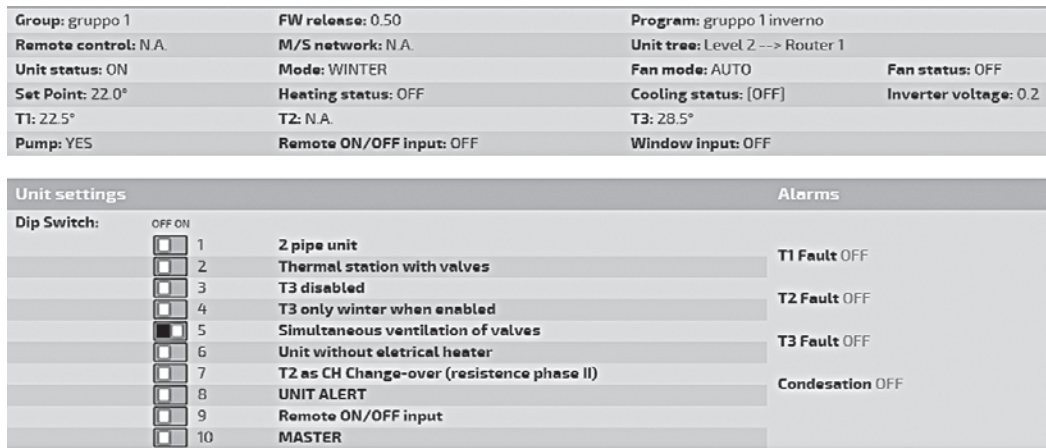 Group: gruppo 1 FW release: 0.50 Program: gruppo 1 inverno
Remote control: N.A. M/S network: N.A. Unit tree: Level 2 --> Router 1
Unit status: ON Mode: WINTER Fan mode: AUTO Fan status: OFF
Set Point: 22.0° Heating status: OFF Cooling status: [OFF] Inverter voltage: 0.2
T1: 22.5° T2: N.A. T3: 28.5°
Pump: YES Remote ON/OFF input: OFF Window input: OFF
Unit settings Alarms
Dip Switch: OFF ON
1 2 pipe unit
T1 Fault OFF
2 Thermal station with valves
3 T3 disabled
T2 Fault OFF
4 T3 only winter when enabled
5 Simultaneous ventilation of valves
T3 Fault OFF
6 Unit without eletrical heater
7 T2 as CH Change-over (resistence phase II)
Condesation OFF
8 UNIT ALERT
9 Remote ON/OFF input
10 MASTER